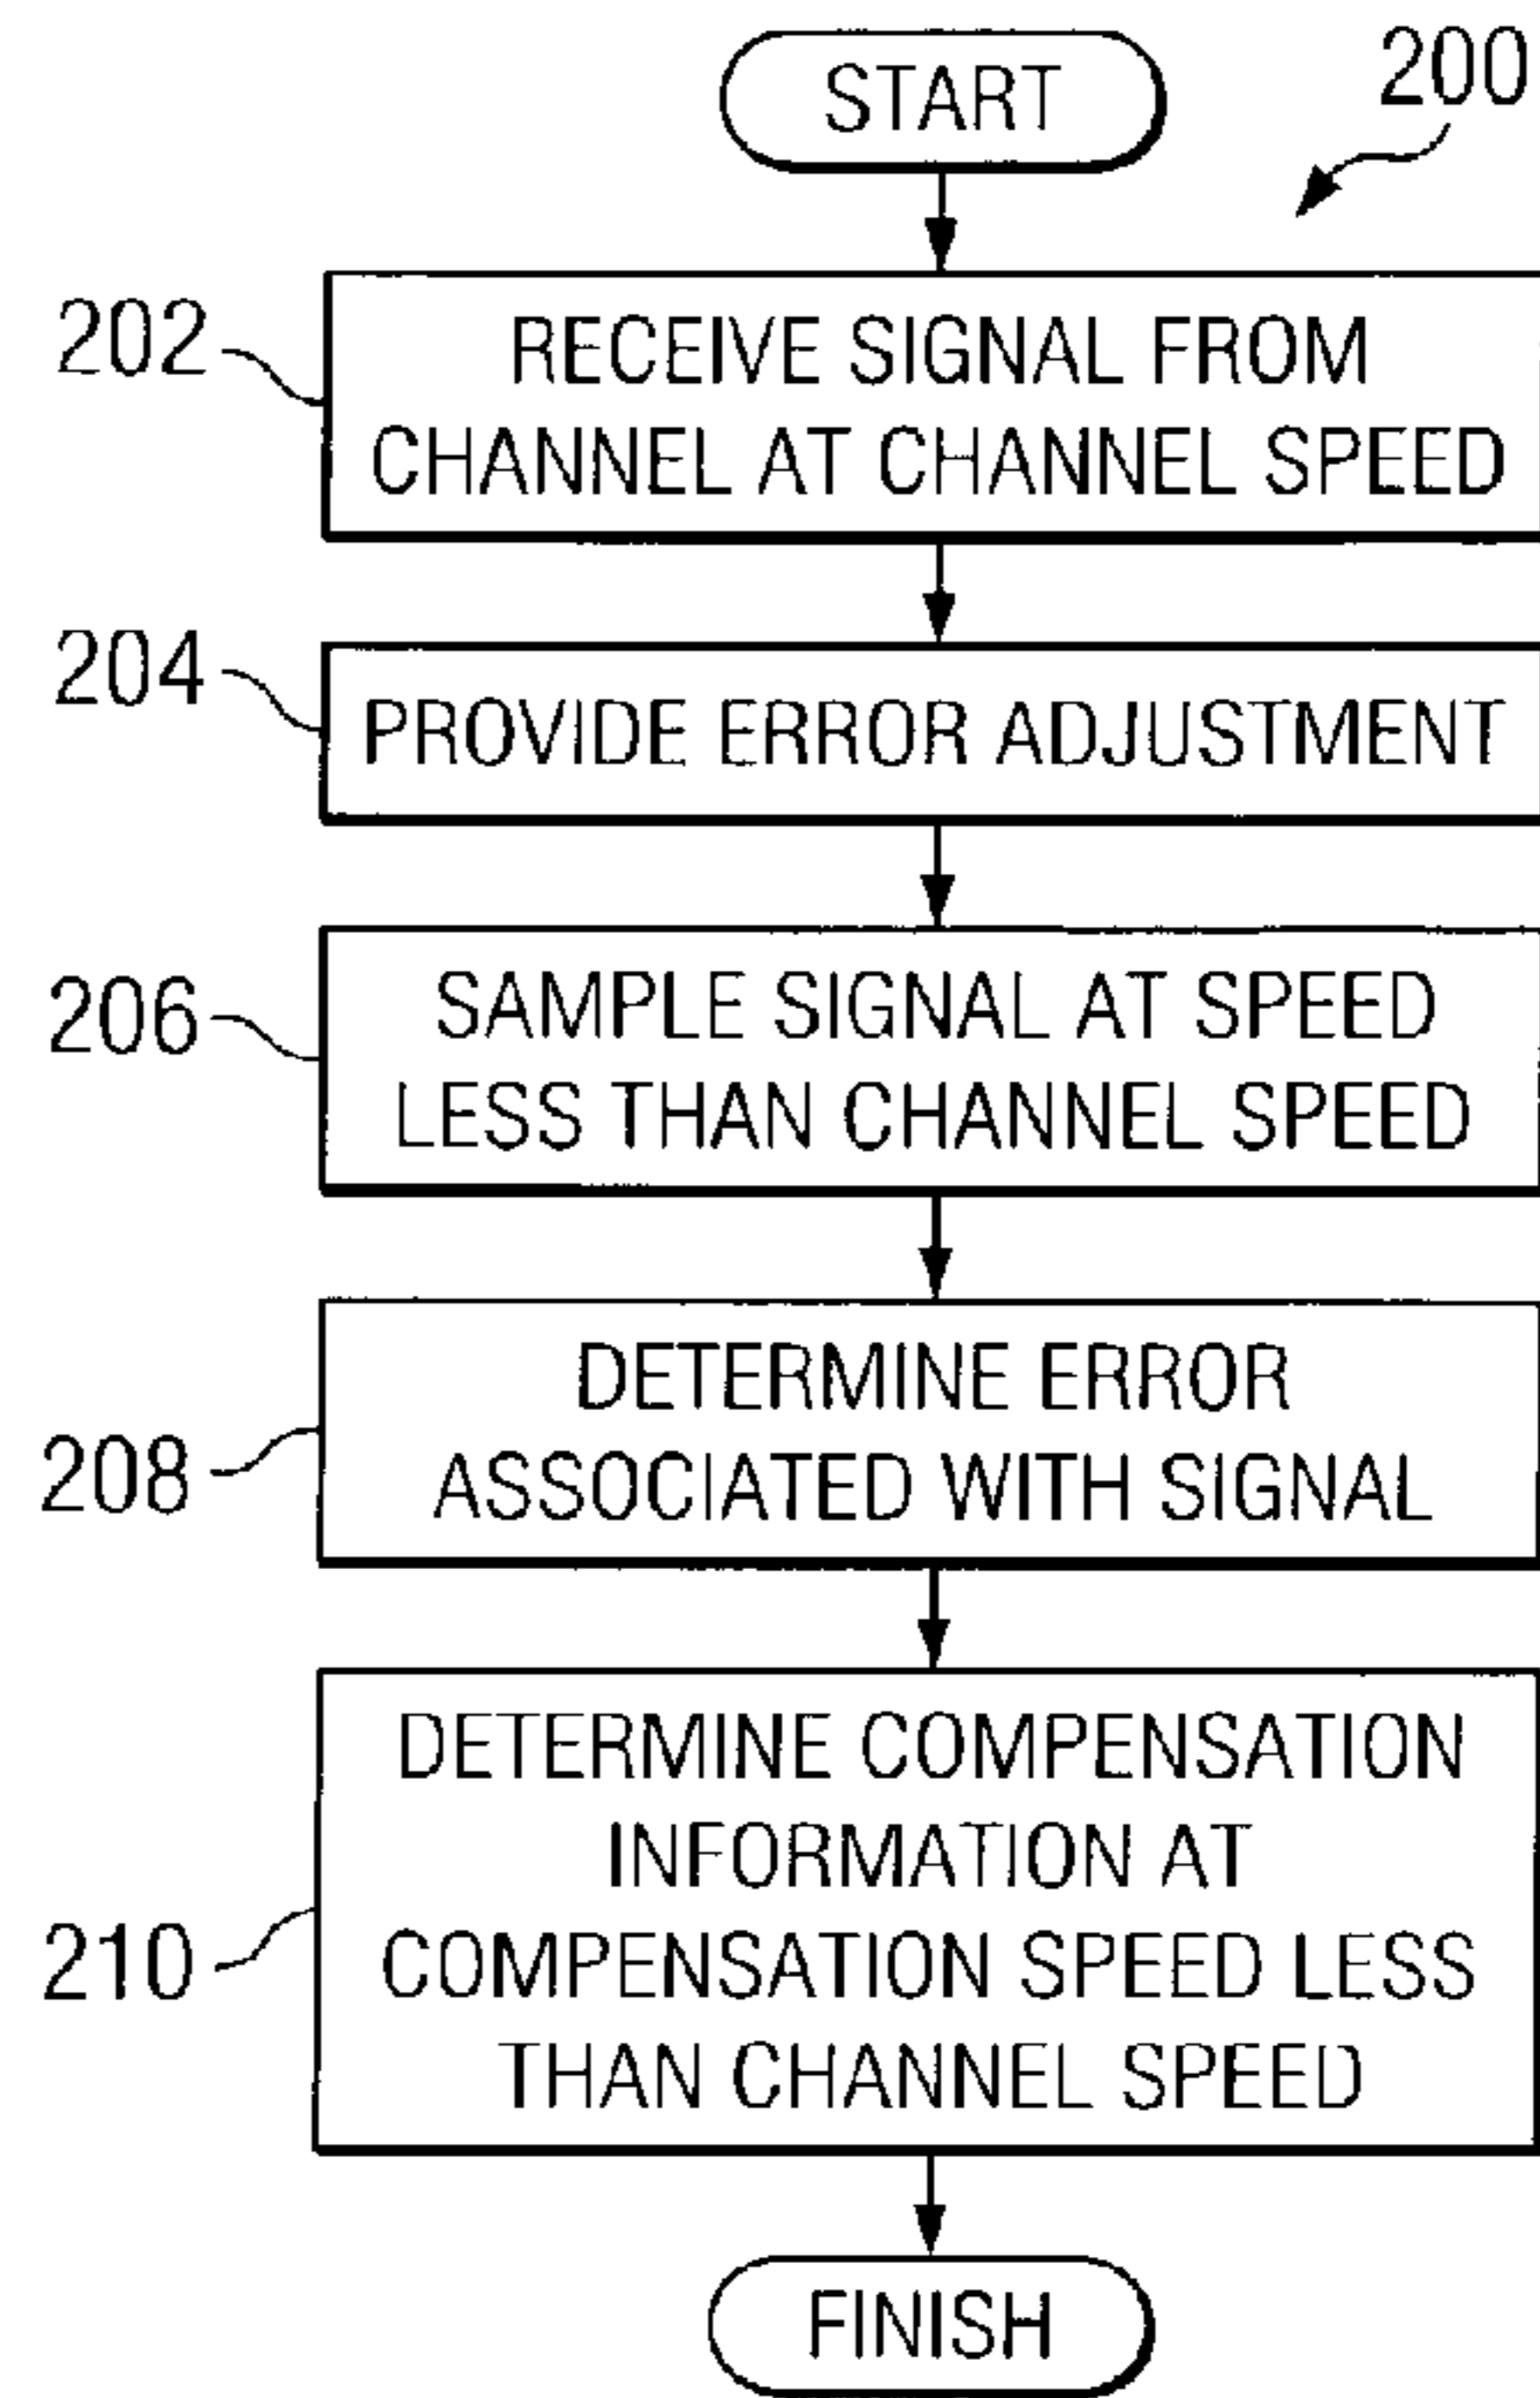 START
200
202
RECEIVE SIGNAL FROM
CHANNEL AT CHANNEL SPEED
204
PROVIDE ERROR ADJUSTMENT
206
SAMPLE SIGNAL AT SPEED
LESS THAN CHANNEL SPEED
208
DETERMINE ERROR
ASSOCIATED WITH SIGNAL
210
DETERMINE COMPENSATION
INFORMATION AT
COMPENSATION SPEED LESS
THAN CHANNEL SPEED
FINISH